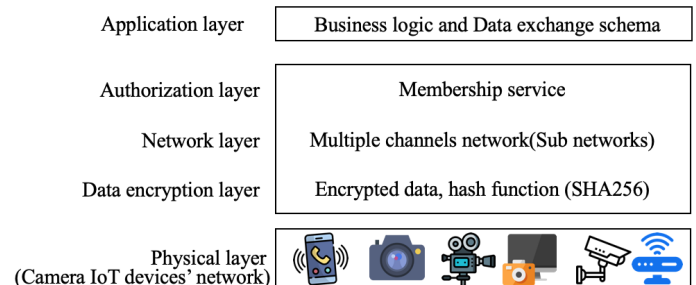 Application layer
Business logic and Data exchange schema
Authorization layer
Membership service
Network layer
Multiple channels network(Sub networks)
Data encryption layer
Encrypted data, hash function (SHA256)
Physical layer
(Camera IoT devices’ network)